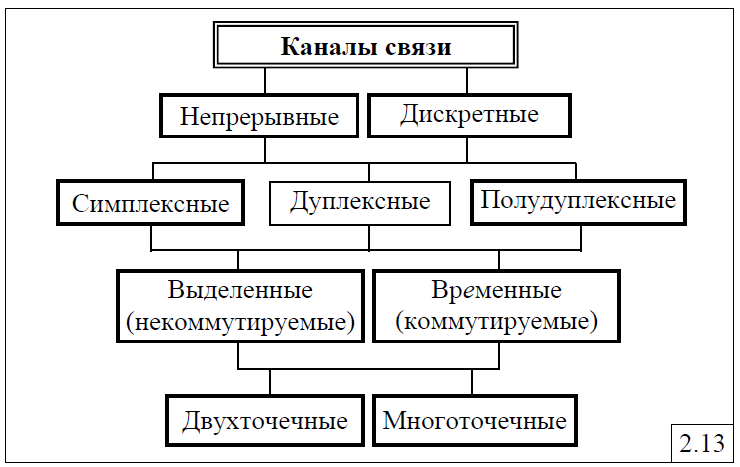 Каналы связи
Непрерывные
Дискретные
Симплексные
Дуплексные
Полудуплексные
Выделенные
(некоммутируемые)
Временные
(коммутируемые)
Двухточечные
Многоточечные
2.13